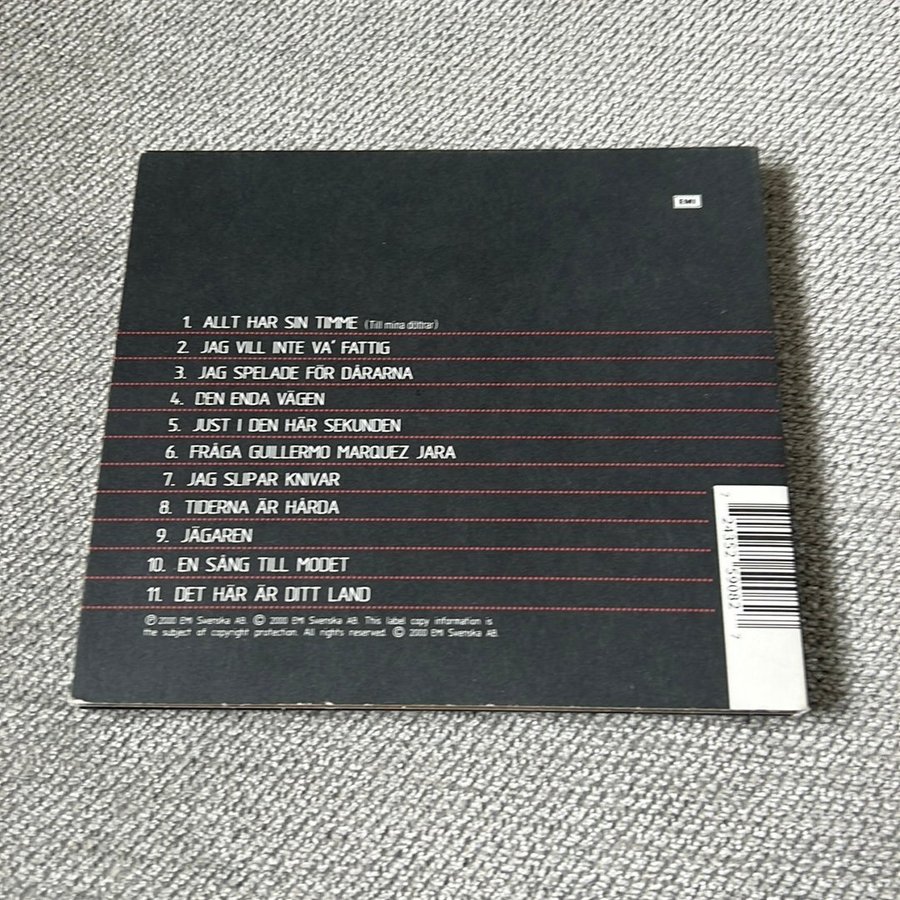 EMI
1. ALLT HAR SIN TIMME (Till mina döttrar)
2. JAG VILL INTE VA´ FATTIG
3. JAG SPELADE FÖR DÅRARNA
4. DEN ENDA VÄGEN
5. JUST I DEN HÄR SEKUNDEN
6. FRÅGA GUILLERMO MARQUEZ JARA
7. JAG SLIPAR KNIVAR
8. TIDERNA ÄR HÅRDA
9. JÄGAREN
10. EN SÅNG TILL MODET
11. DET HÄR ÄR DITT LAND
Ⓟ 2000 EMI Svenska AB. © 2000 EMI Svenska AB. This label copy information is
the subject of copyright protection. All rights reserved. © 2000 EMI Svenska AB.
7 24352 59082 7